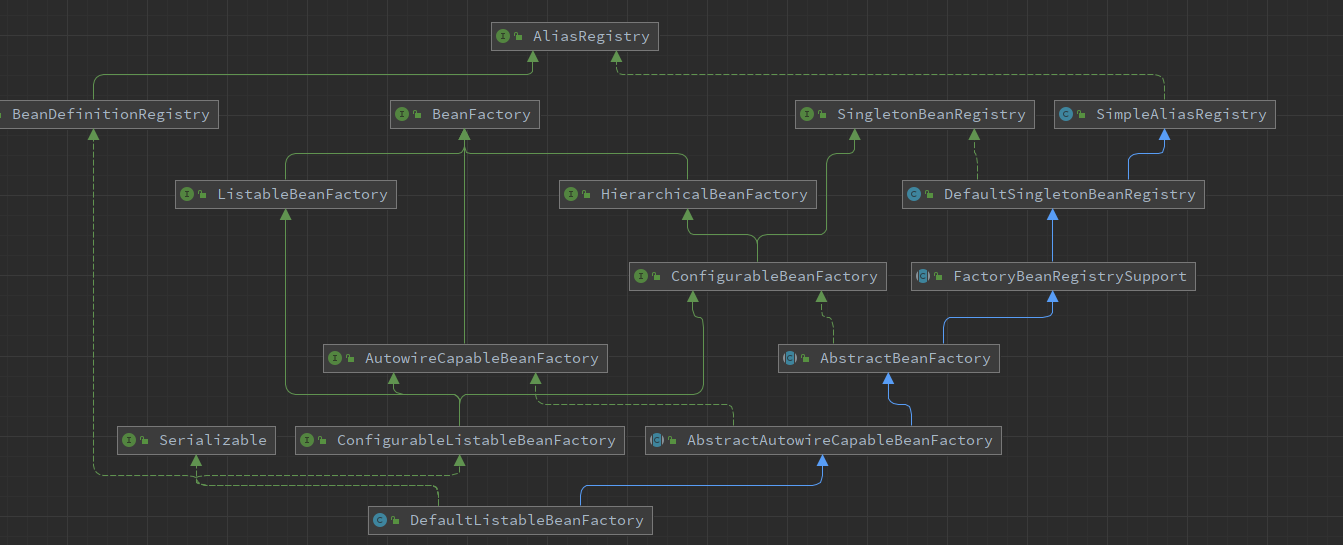 AliasRegistry
BeanDefinitionRegistry
BeanFactory
SingletonBeanRegistry
SimpleAliasRegistry
ListableBeanFactory
HierarchicalBeanFactory
DefaultSingletonBeanRegistry
ConfigurableBeanFactory
FactoryBeanRegistrySupport
AutowireCapableBeanFactory
AbstractBeanFactory
Serializable
ConfigurableListableBeanFactory
AbstractAutowireCapableBeanFactory
DefaultListableBeanFactory